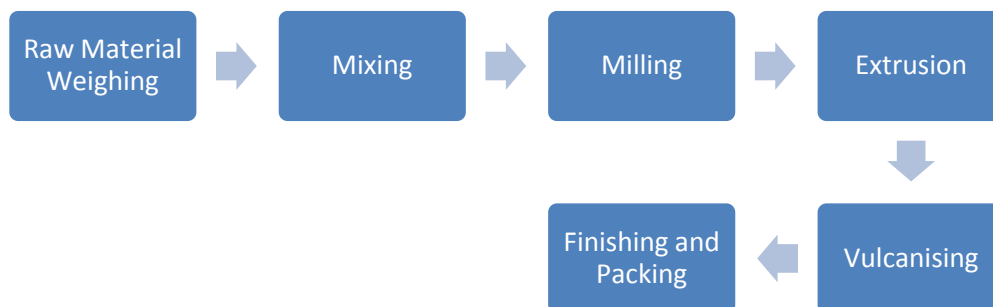 Raw Material
Weighing
Mixing
Milling
Extrusion
Vulcanising
Finishing and
Packing